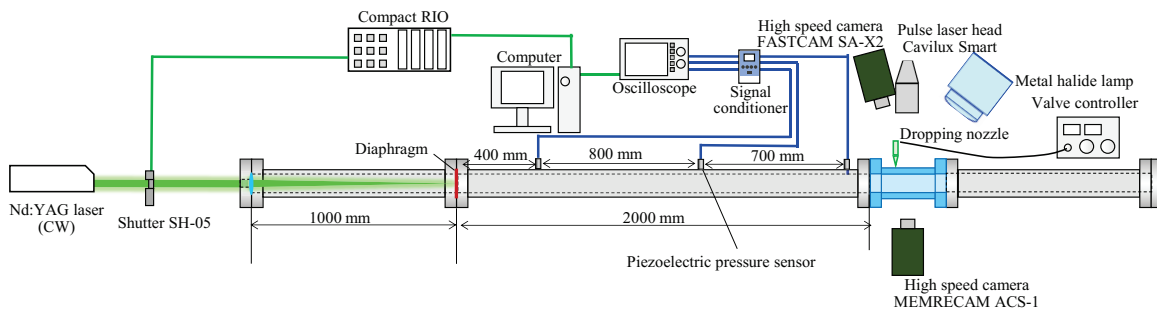 Compact RIO
Computer
Oscilloscope
Signal
conditioner
High speed camera
FASTCAM SA-X2
Pulse laser head
Cavilux Smart
Metal halide lamp
Valve controller
Dropping nozzle
Diaphragm
400 mm
800 mm
700 mm
Nd:YAG laser
(CW)
Shutter SH-05
1000 mm
2000 mm
Piezoelectric pressure sensor
High speed camera
MEMRECAM ACS-1